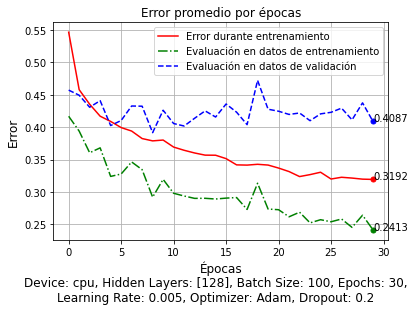 Error promedio por épocas
Error durante entrenamiento
Evaluación en datos de entrenamiento
Evaluación en datos de validación
Error
0.55
0.50
0.45
0.40
0.35
0.30
0.25
0.4087
0.3192
0.2413
0 5 10 15 20 25 30
Épocas
Device: cpu, Hidden Layers: [128], Batch Size: 100, Epochs: 30,
Learning Rate: 0.005, Optimizer: Adam, Dropout: 0.2